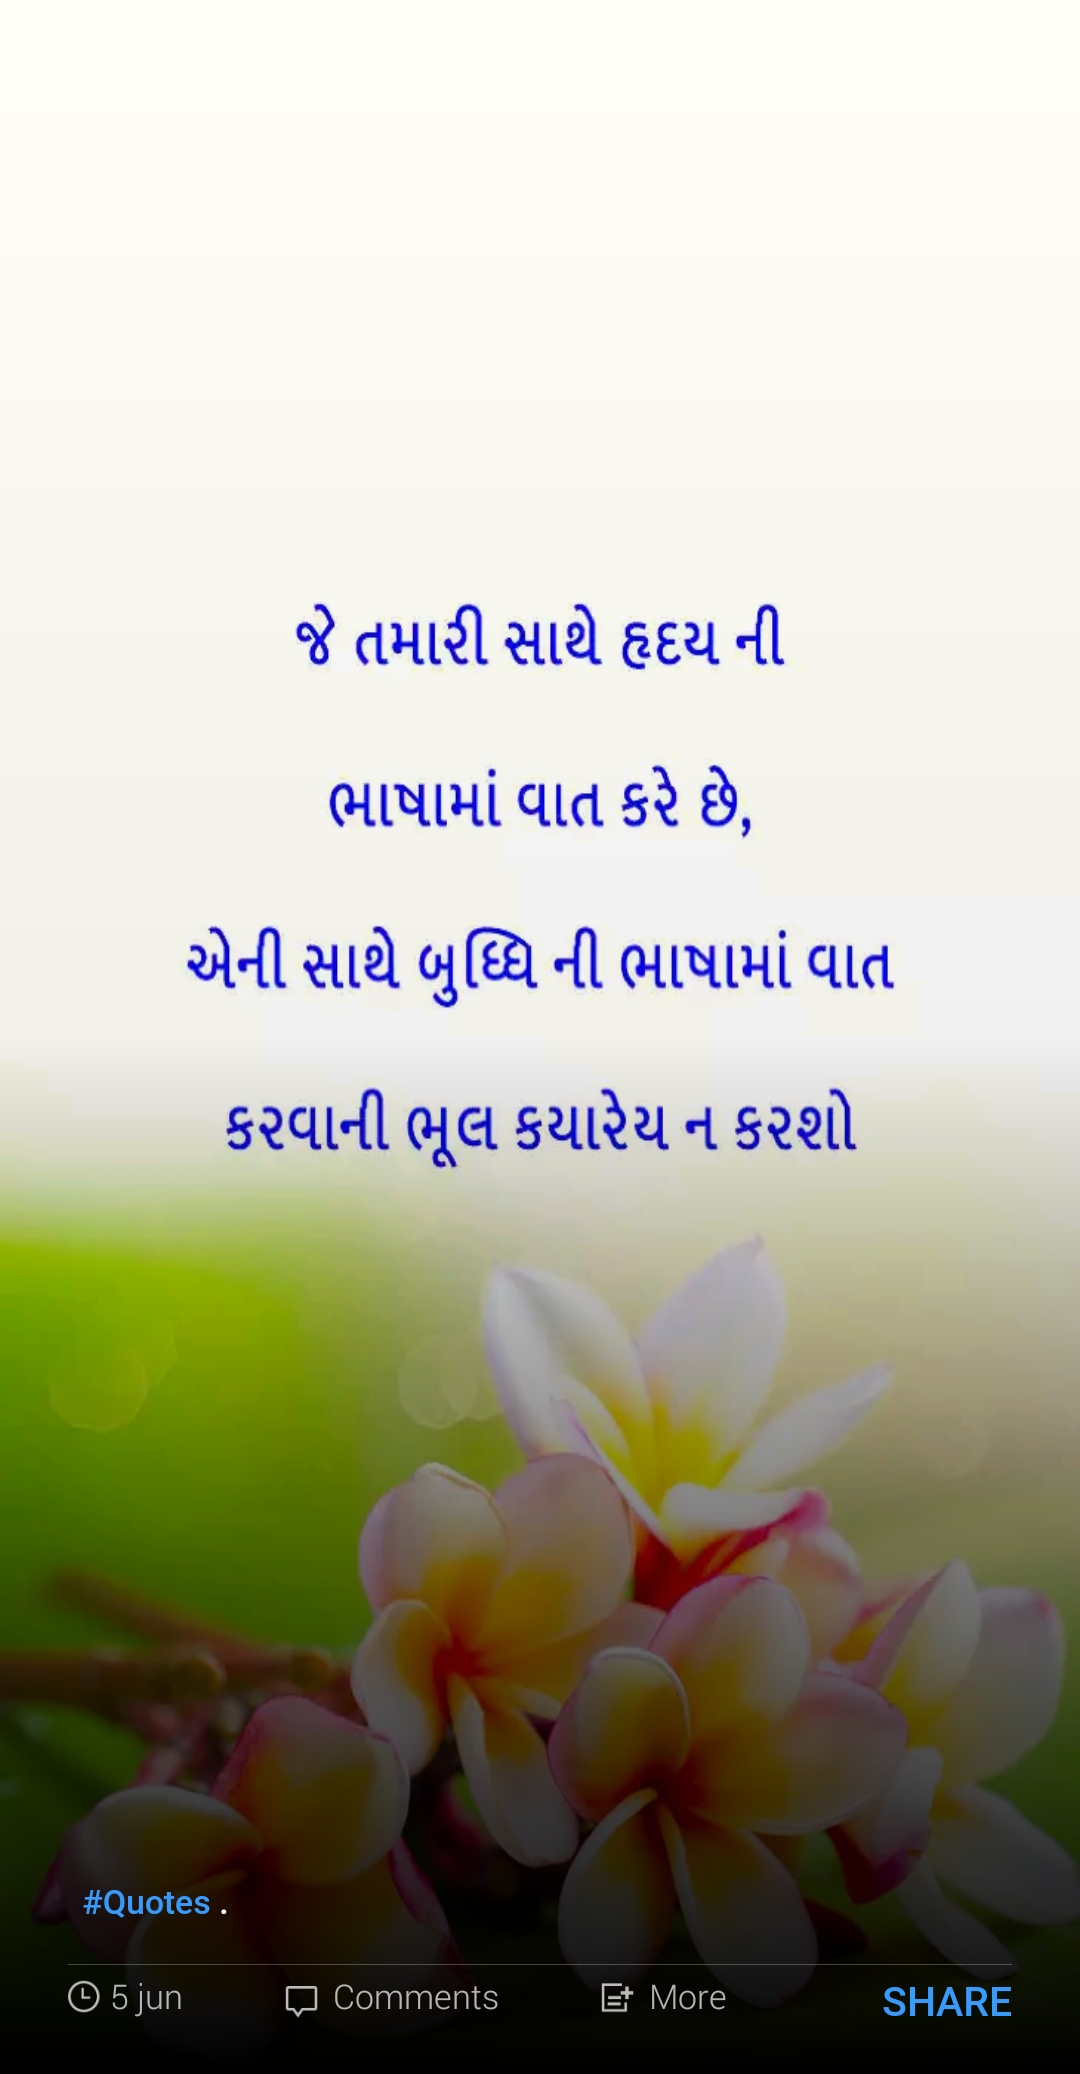 જે તમારી સાથે હૃદય ની
ભાષામાં વાત કરે છે,
એની સાથે બુધ્ધિ ની ભાષામાં વાત
કરવાની ભૂલ કયારેય ન કરશો
#Quotes .
5 jun Comments More SHARE